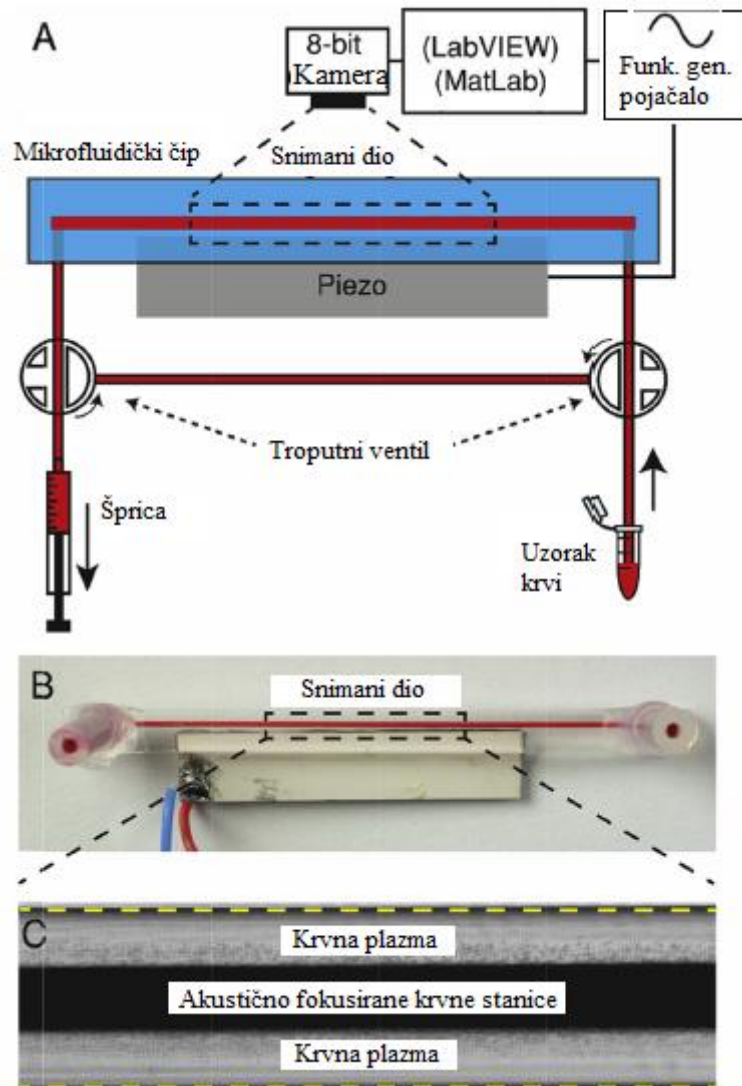 A
8-bit
Kamera
(LabVIEW)
(MatLab)
Funk. gen.
pojačalo
Mikrofluidički čip
Snimani dio
Piezo
Troputni ventil
Šprica
Uzorak
krvi
B
Snimani dio
C
Krvna plazma
Akustično fokusirane krvne stanice
Krvna plazma